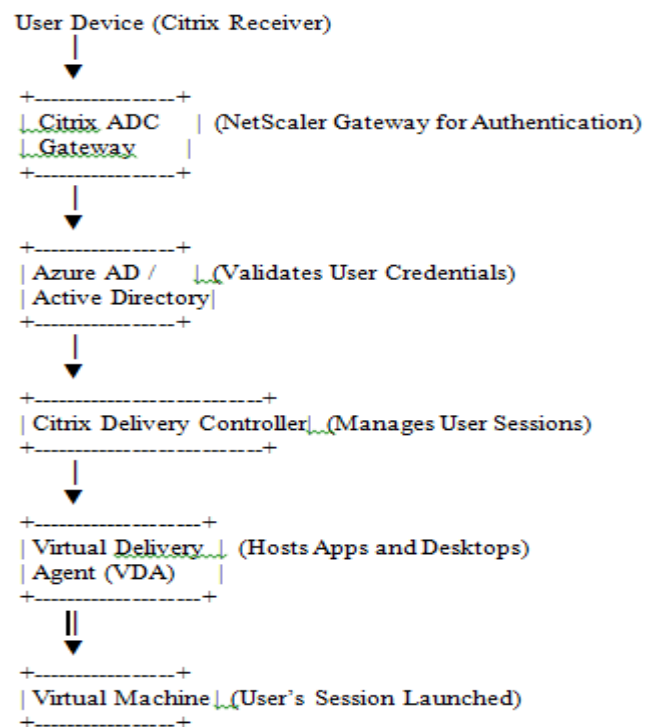 User Device (Citrix Receiver)
|
▼
+------------------+
| Citrix ADC | (NetScaler Gateway for Authentication)
| Gateway |
+------------------+
|
▼
+------------------+
| Azure AD / | (Validates User Credentials)
| Active Directory|
+------------------+
|
▼
+----------------------------+
| Citrix Delivery Controller| (Manages User Sessions)
+----------------------------+
|
▼
+---------------------+
| Virtual Delivery | (Hosts Apps and Desktops)
| Agent (VDA) |
+---------------------+
||
▼
+------------------+
| Virtual Machine | (User's Session Launched)
+------------------+